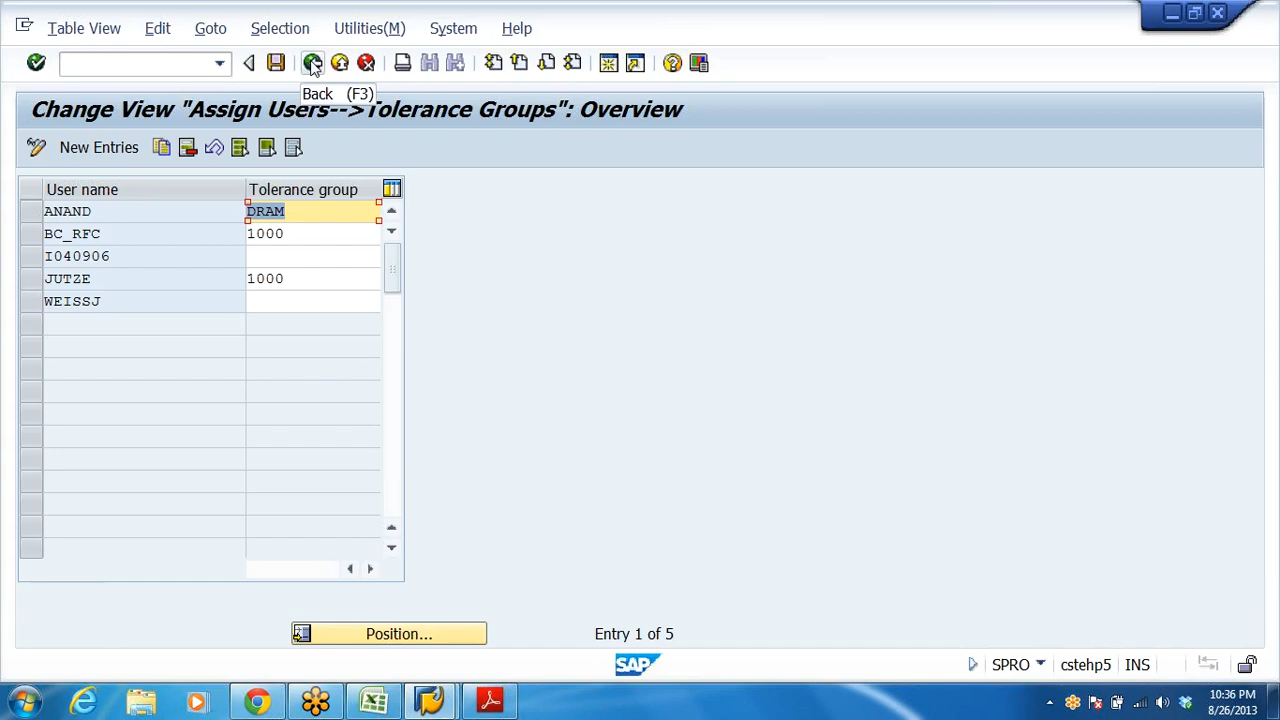 Table View Edit Goto Selection Utilities(M) System Help
Back (F3)
Change View "Assign Users-->Tolerance Groups": Overview
New Entries
User name Tolerance group
ANAND DRAM
BC_RFC 1000
I040906
JUTZE 1000
WEISSJ
Position... Entry 1 of 5
SAP SPRO cstehp5 INS
10:36 PM
8/26/2013